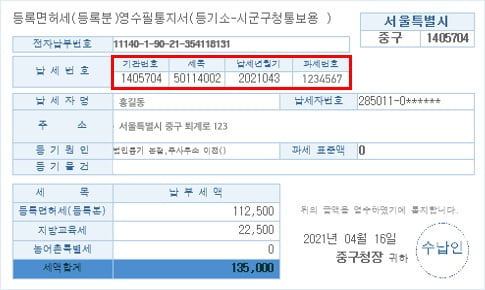 등록면허세(등록분)영수필통지서(등기소-시군구청통보용 )
서울특별시
중구 1405704
전자납부번호 11140-1-90-21-354118131
납 세 번 호 기관번호 세목 납세년월기 과세번호
1405704 50114002 2021043 1234567
납 세 자 명 홍길동 납세자번호 285011-0******
주 소 서울특별시 중구 퇴계로 123
등 기 원 인 법인등기 본점,주사무소 이전() 과세 표준액 0
등 기 물 건
세 목 납 부 세 액
등록면허세(등록분) 112,500
지방교육세 22,500
농어촌특별세 0
세액합계 135,000
위의 금액을 영수하였기에 통지합니다.
2021년 04월 16일
중구청장 귀하
수납인